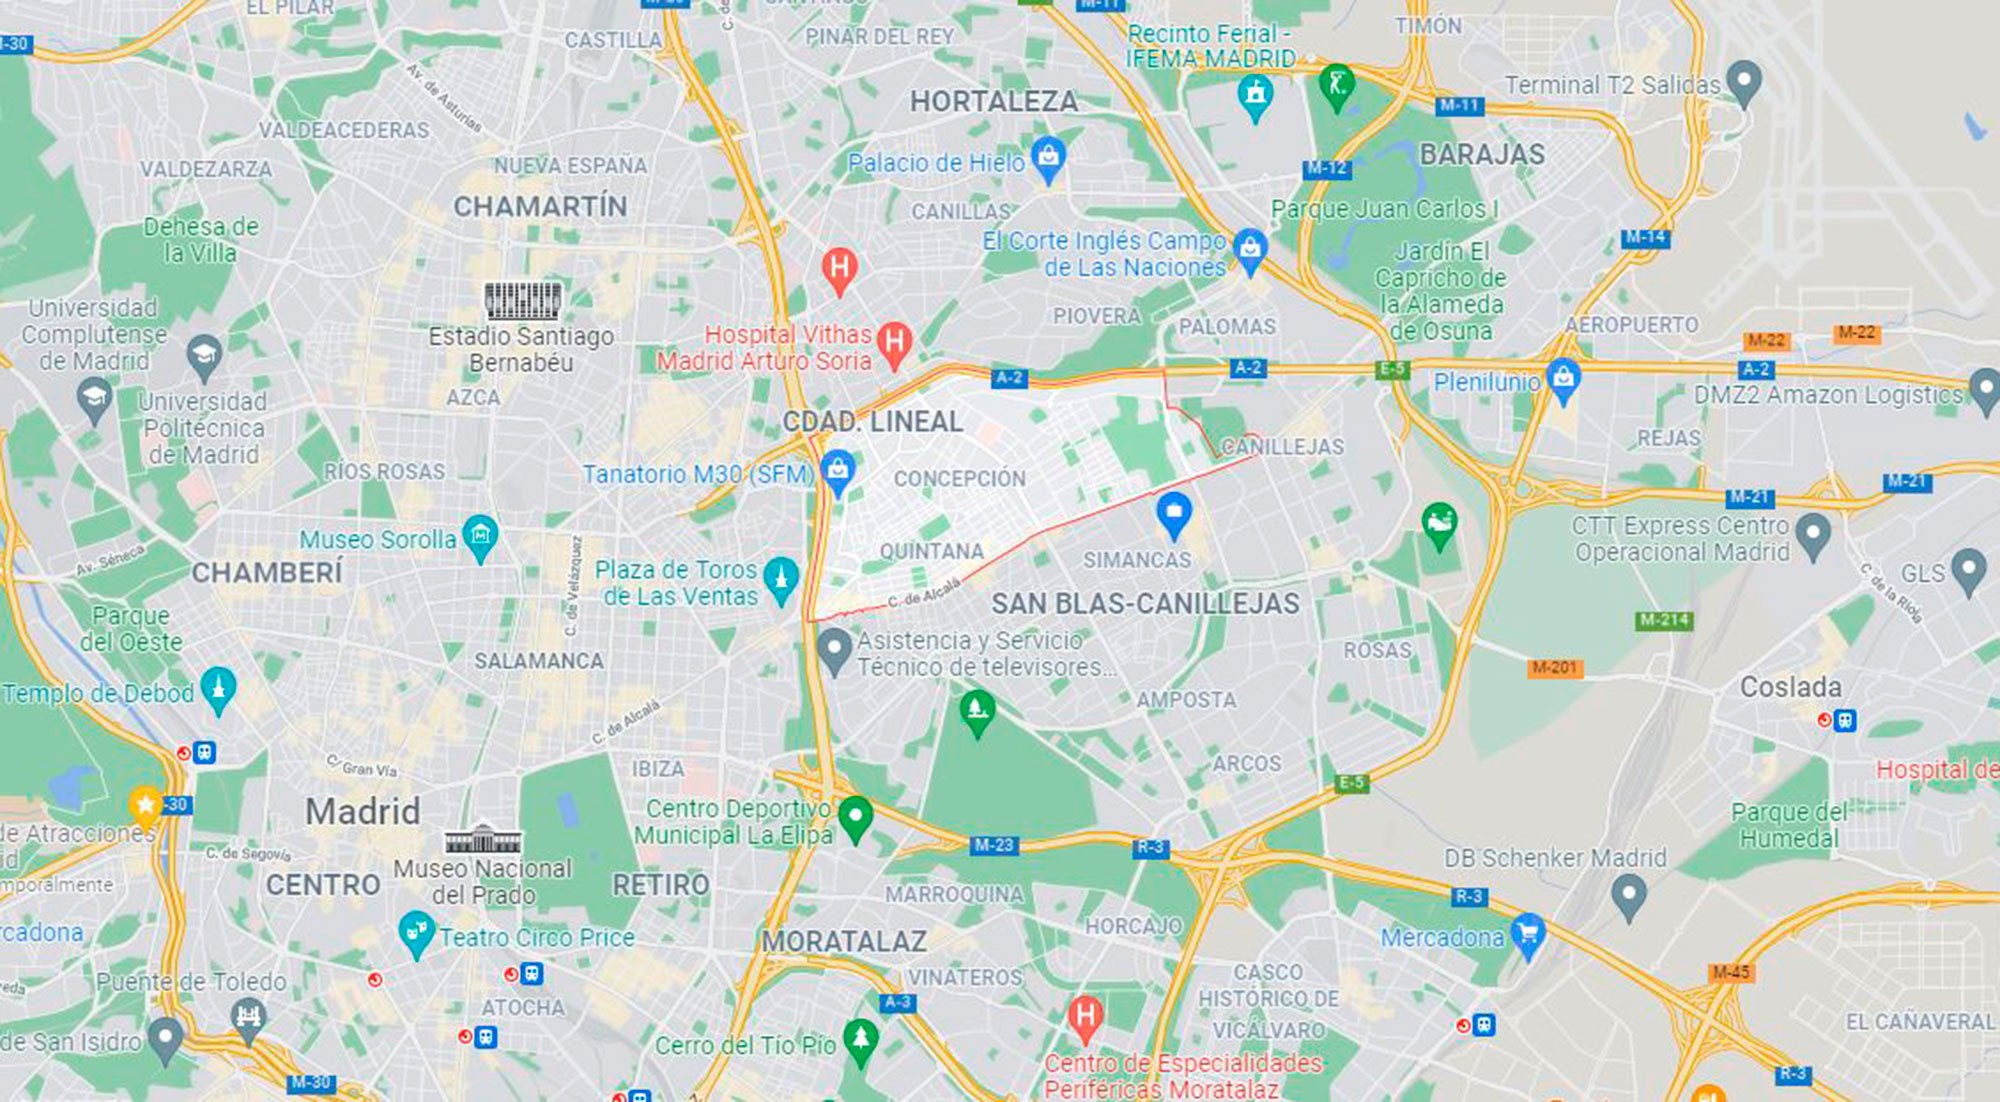 EL PILAR
CASTILLA
SANTIAGO
PINAR DEL REY
M-11
TIMÓN
Recinto Ferial -
IFEMA MADRID
Terminal T2 Salidas
M-11
Av. de Asturias
HORTALEZA
VALDEACEDERAS
VALDEZARZA
NUEVA ESPAÑA
Palacio de Hielo
M-12
BARAJAS
CHAMARTÍN
CANILLAS
Parque Juan Carlos I
Dehesa de
la Villa
El Corte Inglés Campo
de Las Naciones
M-14
Jardín El
Capricho de
la Alameda
de Osuna
Universidad
Complutense
de Madrid
Estadio Santiago
Bernabéu
Hospital Vithas
Madrid Arturo Soria
PIOVERA
PALOMAS
AEROPUERTO
M-22
M-22
A-2
A-2
E-5
Plenilunio
A-2
DMZ2 Amazon Logistics
AZCA
Universidad
Politécnica
de Madrid
CDAD. LINEAL
CANILLEJAS
REJAS
RÍOS ROSAS
Tanatorio M30 (SFM)
CONCEPCIÓN
M-21
M-21
Museo Sorolla
CTT Express Centro
Operacional Madrid
Av. Séneca
CHAMBERÍ
C. de Velázquez
Plaza de Toros
de Las Ventas
QUINTANA
C. de Alcalá
SIMANCAS
GLS
C. de la Rioja
SAN BLAS-CANILLEJAS
M-214
Parque
del Oeste
Asistencia y Servicio
Técnico de televisores...
ROSAS
M-201
SALAMANCA
Templo de Debod
C. de Alcalá
AMPOSTA
Coslada
C/ Gran Vía
IBIZA
ARCOS
E-5
Hospital de
-30
Madrid
Centro Deportivo
Municipal La Elipa
Parque del
Humedal
de Atracciones
id
mporalmente
C. de Segovia
Museo Nacional
del Prado
M-23
R-3
DB Schenker Madrid
CENTRO
RETIRO
MARROQUINA
R-3
HORCAJO
rcadona
Teatro Circo Price
MORATALAZ
Mercadona
Puente de Toledo
VINATEROS
CASCO
HISTÓRICO DE
VICÁLVARO
M-45
ATOCHA
A-3
EL CAÑAVERAL
de San Isidro
Cerro del Tío Pío
Centro de Especialidades
Periféricas Moratalaz
M-30
R-3